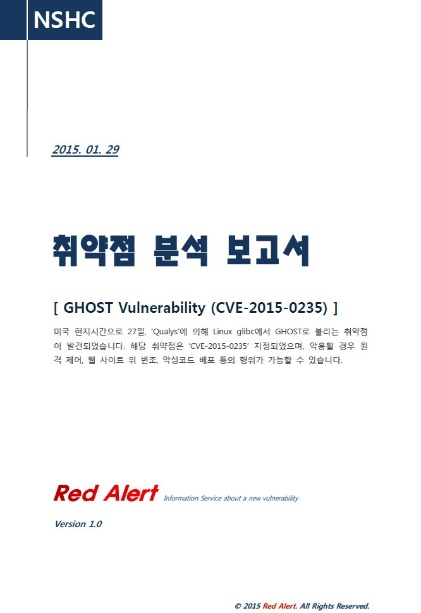 NSHC
2015. 01. 29
취약점 분석 보고서
[ GHOST Vulnerability (CVE-2015-0235) ]
미국 현지시간으로 27일, 'Qualys'에 의해 Linux glibc에서 GHOST로 불리는 취약점
이 발견되었습니다. 해당 취약점은 'CVE-2015-0235' 지정되었으며, 악용될 경우 원
격 제어, 웹 사이트 위 변조, 악성코드 배포 등의 행위가 가능할 수 있습니다.
Red Alert Information Service about a new vulnerability
Version 1.0
© 2015 Red Alert. All Rights Reserved.